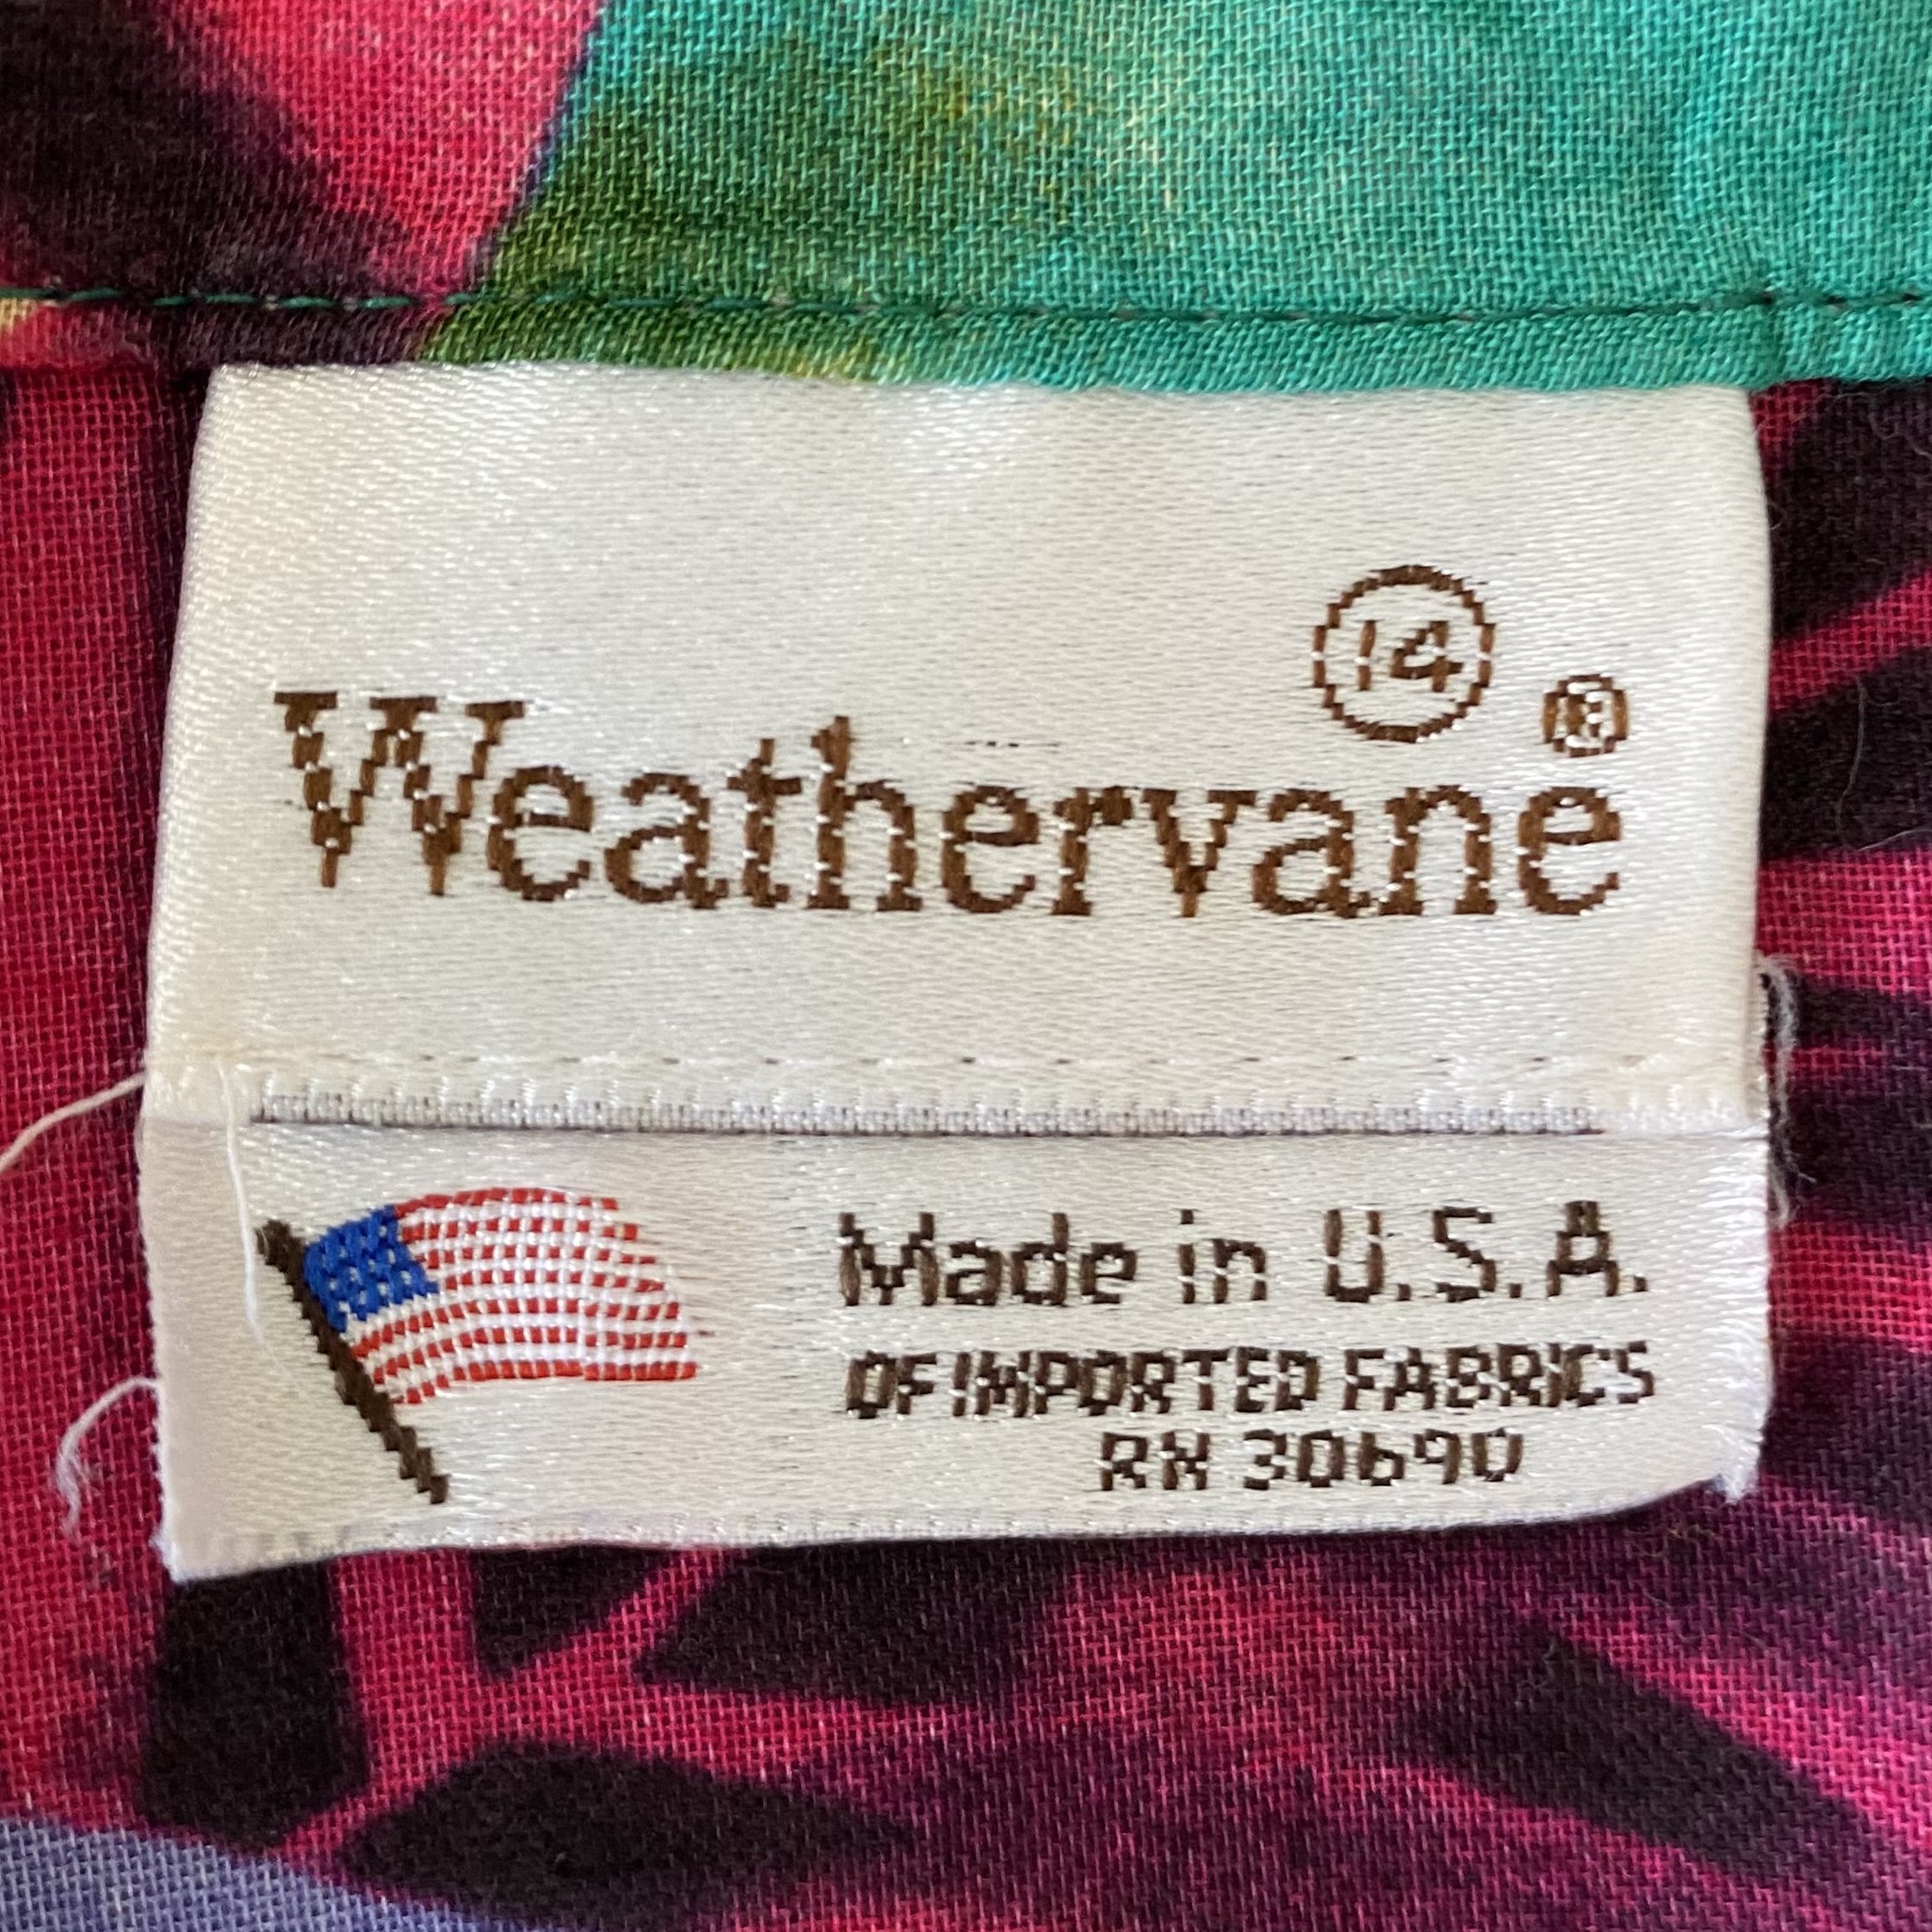 14
Weathervane®
Made in U.S.A.
OF IMPORTED FABRICS
RN 30690